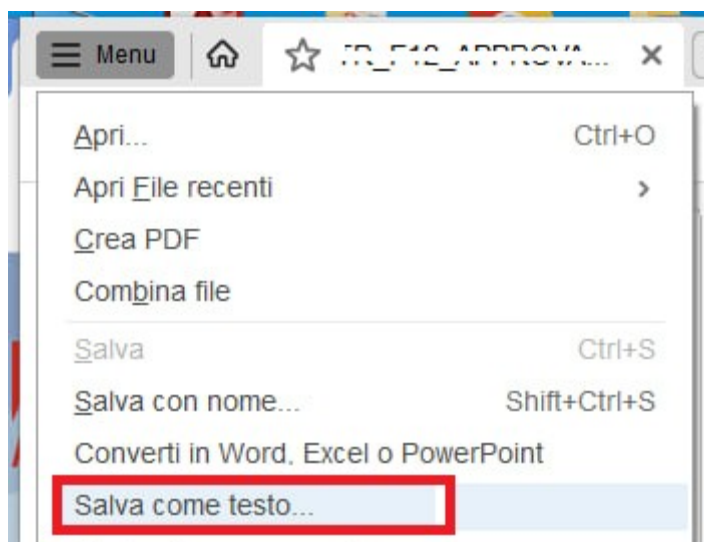 Menu
Apri... Ctrl+O
Apri File recenti
Crea PDF
Combina file
Salva Ctrl+S
Salva con nome... Shift+Ctrl+S
Converti in Word, Excel o PowerPoint
Salva come testo...